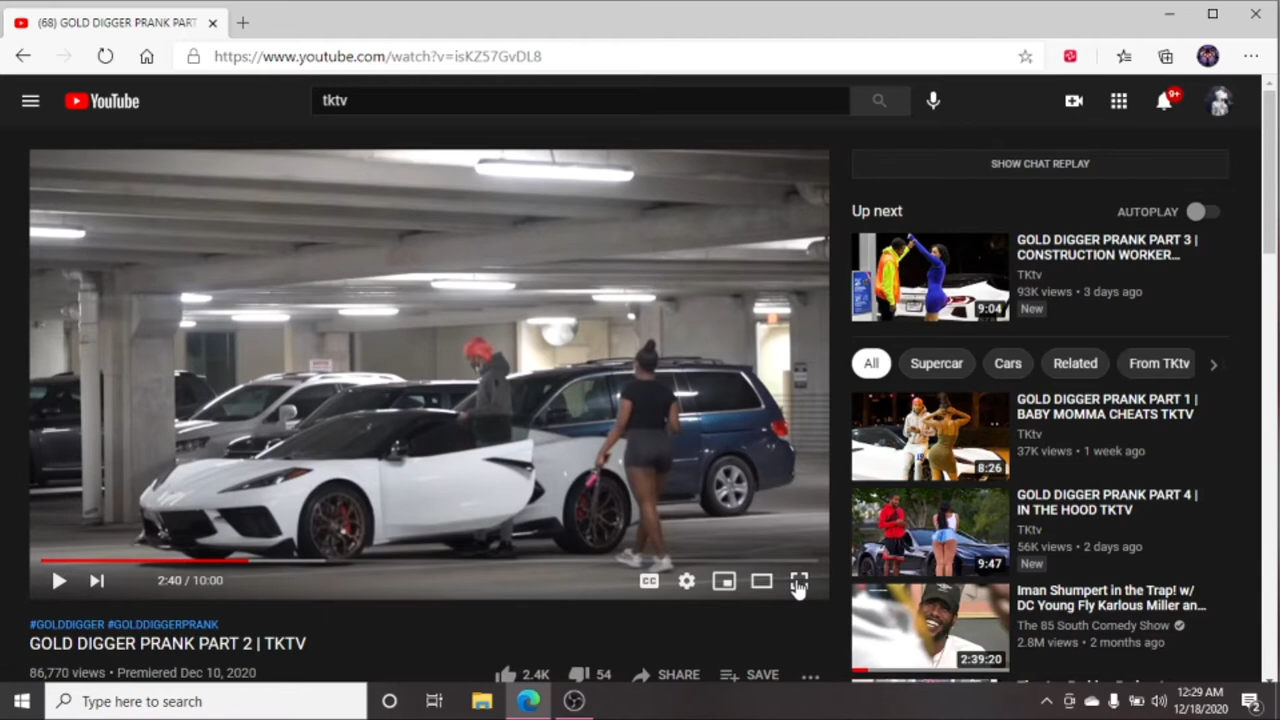 (68) GOLD DIGGER PRANK PART
https://www.youtube.com/watch?v=isKZ57GvDL8
YouTube
tktv
9+
SHOW CHAT REPLAY
Up next
AUTOPLAY
GOLD DIGGER PRANK PART 3 |
CONSTRUCTION WORKER...
TKtv
93K views • 3 days ago
New
9:04
All
Supercar
Cars
Related
From TKtv
GOLD DIGGER PRANK PART 1 |
BABY MOMMA CHEATS TKTV
TKtv
37K views • 1 week ago
8:26
GOLD DIGGER PRANK PART 4 |
IN THE HOOD TKTV
TKtv
56K views • 2 days ago
New
9:47
Iman Shumpert in the Trap! w/
DC Young Fly Karlous Miller an...
The 85 South Comedy Show
2.8M views • 2 months ago
2:39:20
2:40 / 10:00
CC
#GOLDDIGGER #GOLDDIGGERPRANK
GOLD DIGGER PRANK PART 2 | TKTV
86,770 views • Premiered Dec 10, 2020
2.4K
54
SHARE
SAVE
Type here to search
12:29 AM
12/18/2020
2